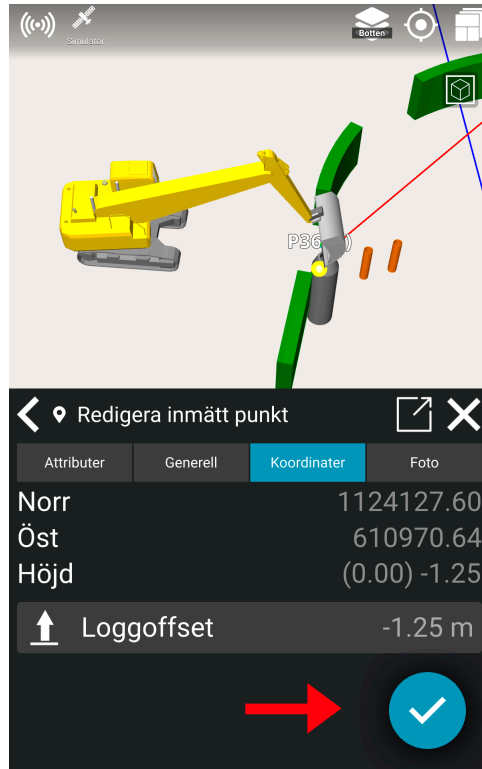 Simulator
Botten
P36
Redigera inmätt punkt
Attributer
Generell
Koordinater
Foto
Norr 1124127.60
Öst 610970.64
Höjd (0.00) -1.25
Loggoffset -1.25 m